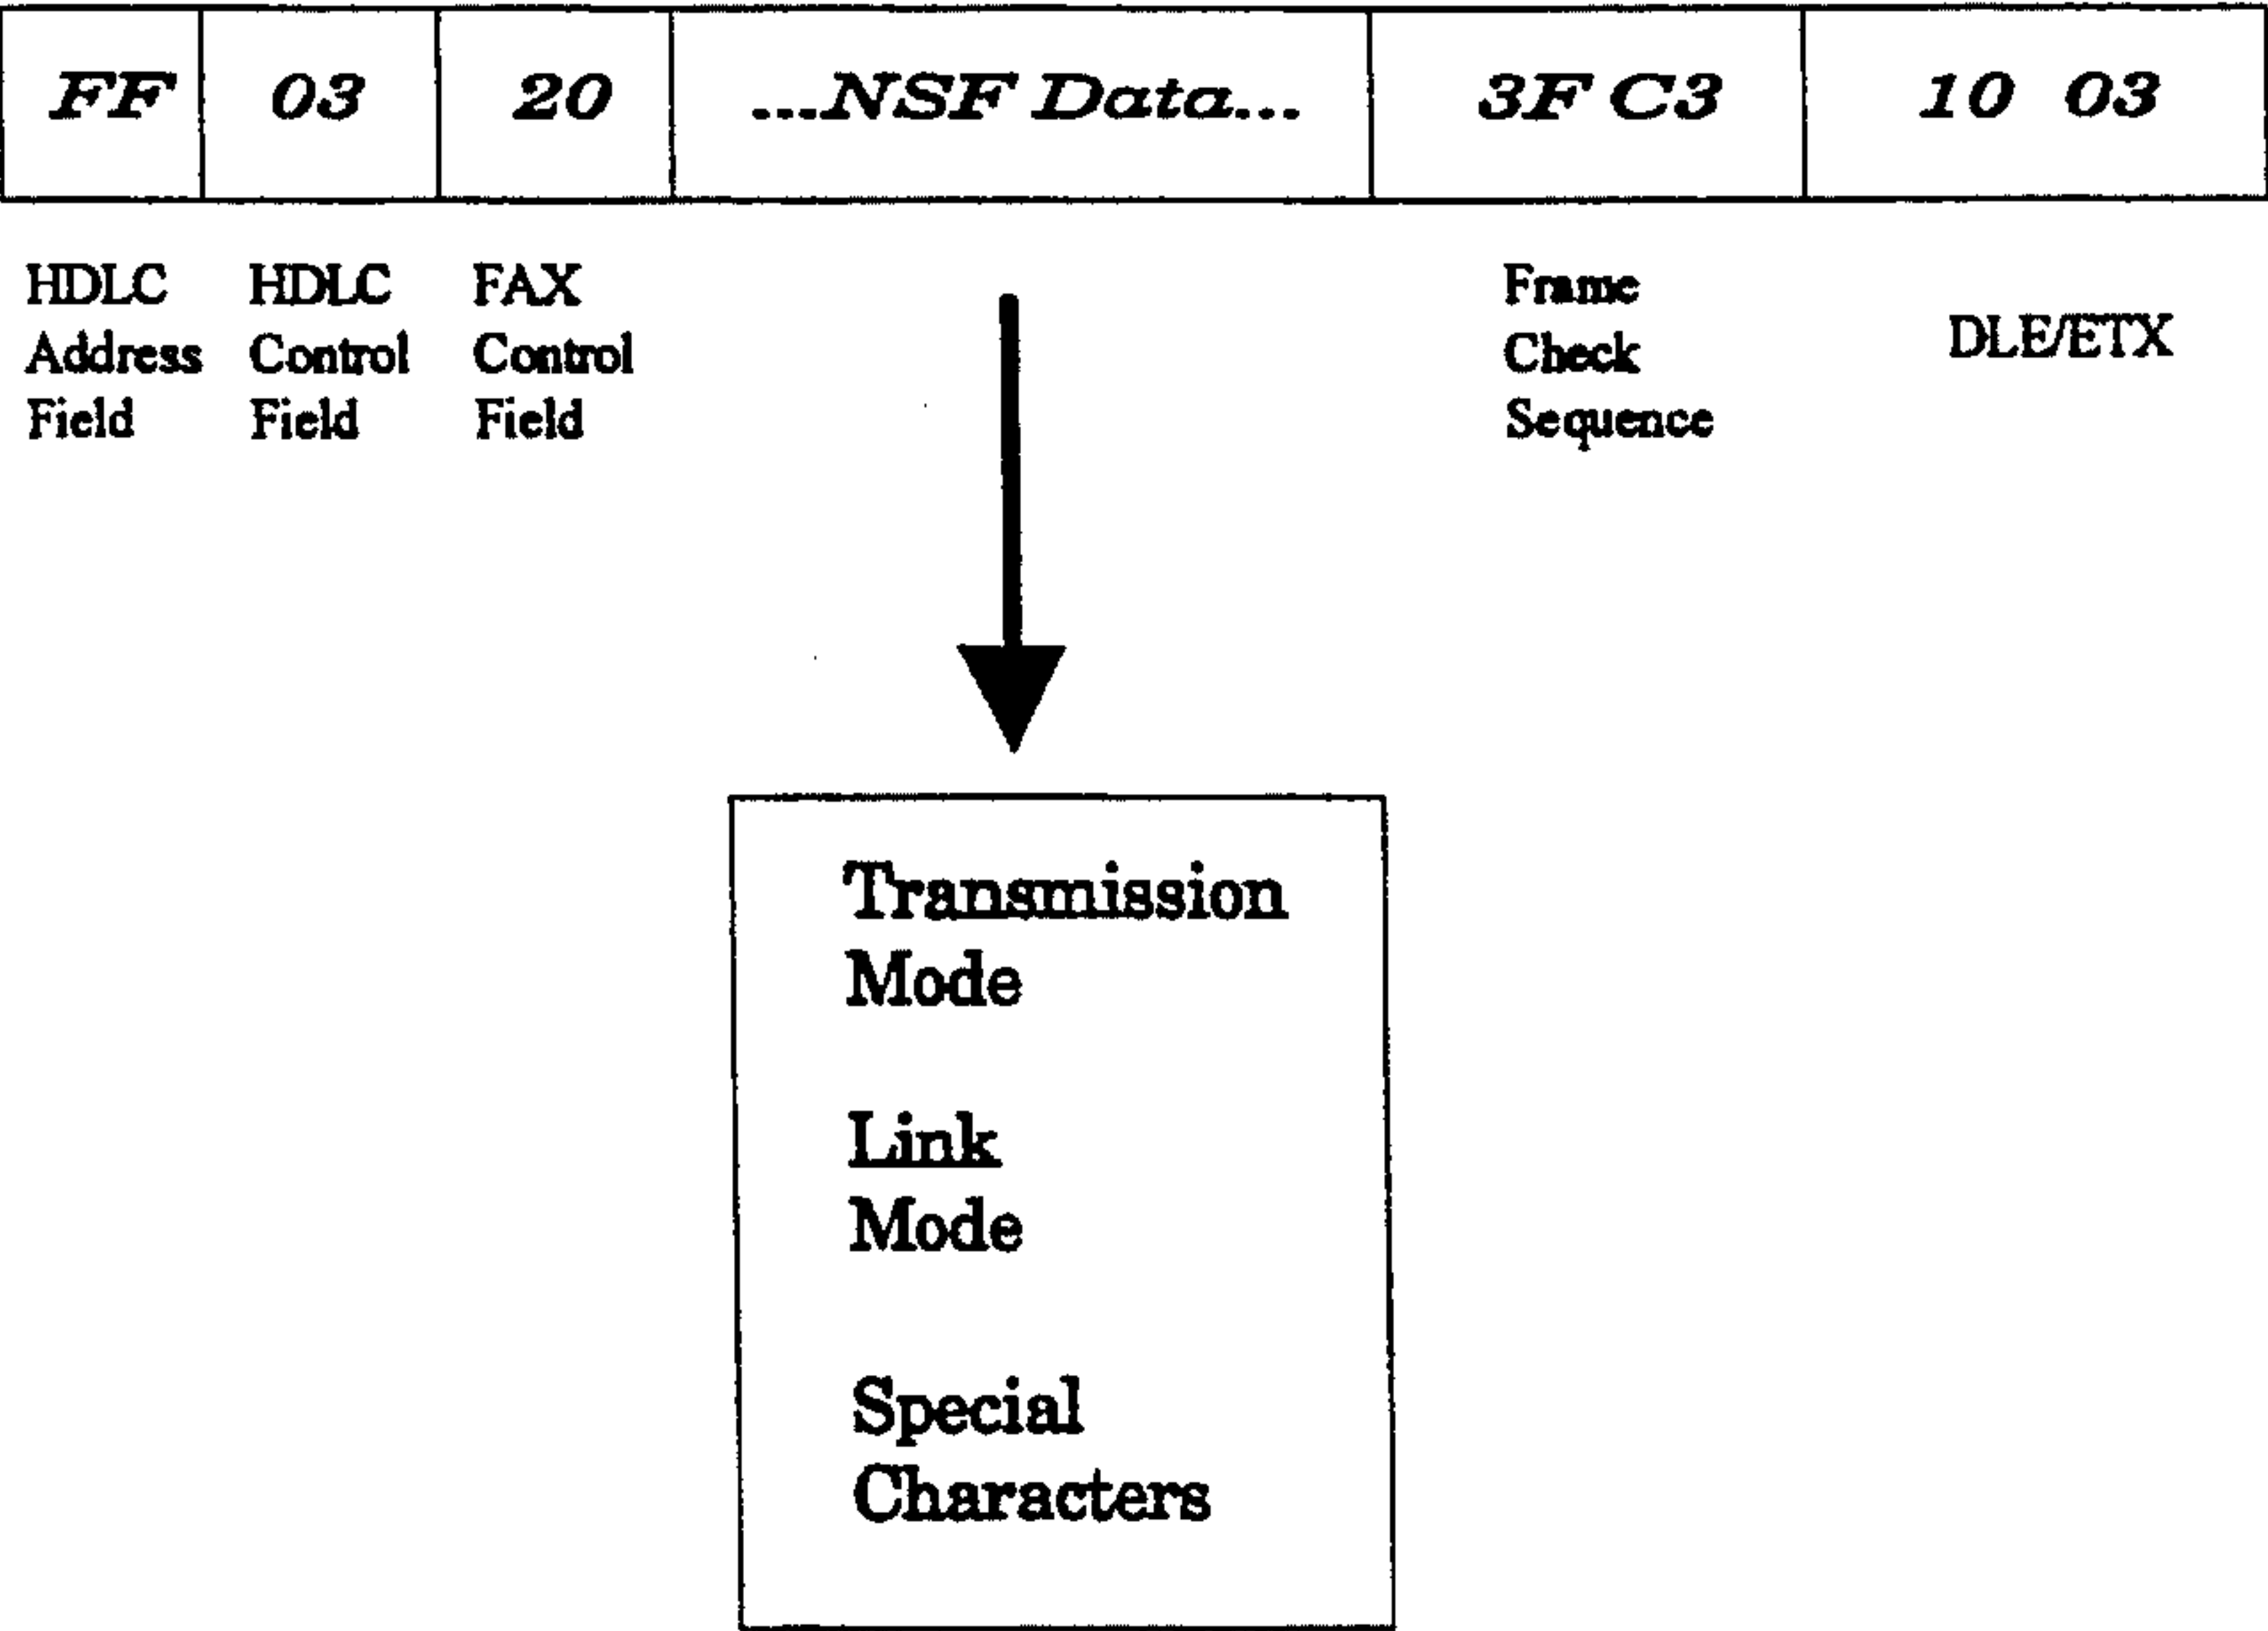 FF 03 20 ...NSF Data... 3F C3 10 03
HDLC
Address
Field
HDLC
Control
Field
FAX
Control
Field
Frame
Check
Sequence
DLE/ETX
Transmission
Mode
Link
Mode
Special
Characters